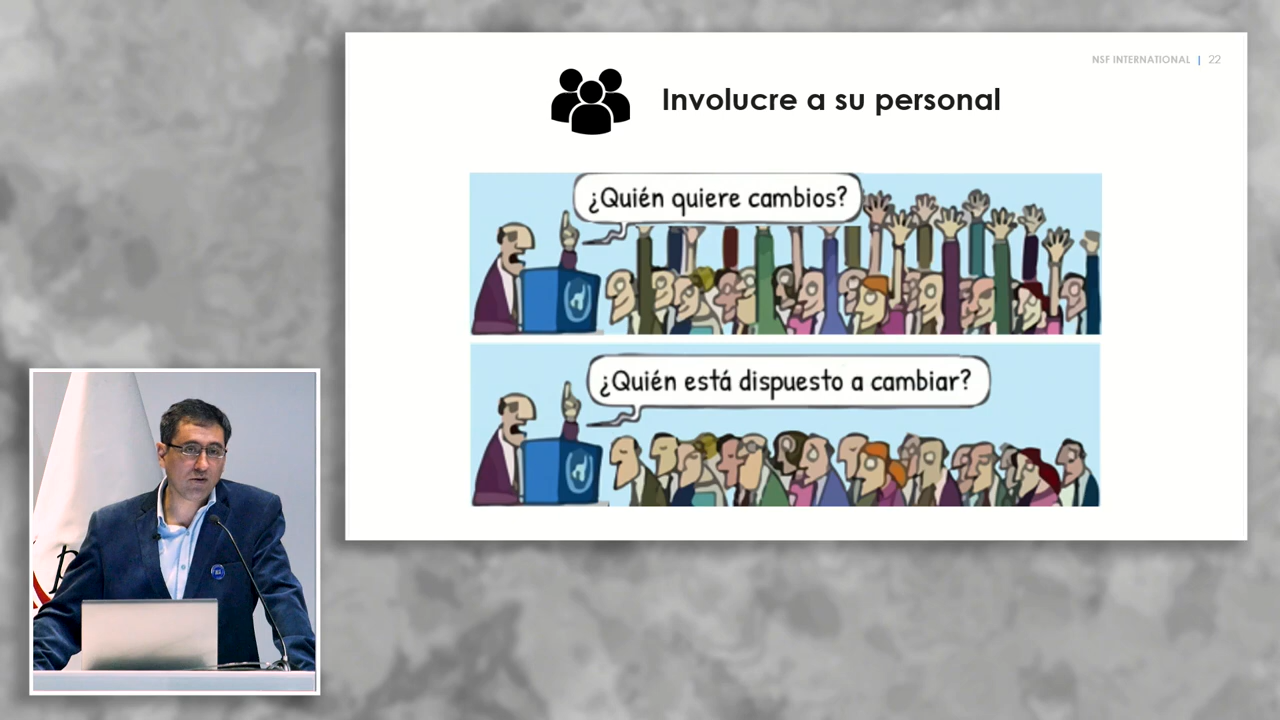 NSF INTERNATIONAL | 22
Involucre a su personal
¿Quién quiere cambios?
¿Quién está dispuesto a cambiar?